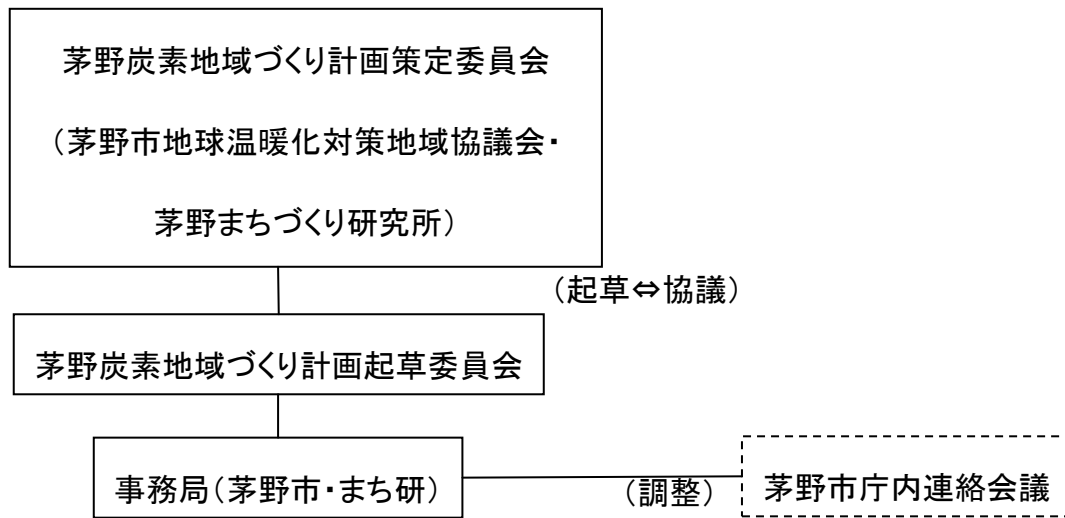 茅野炭素地域づくり計画策定委員会
（茅野市地球温暖化対策地域協議会・
茅野まちづくり研究所）
（起草⇔協議）
茅野炭素地域づくり計画起草委員会
事務局（茅野市・まち研）
（調整）
茅野市庁内連絡会議